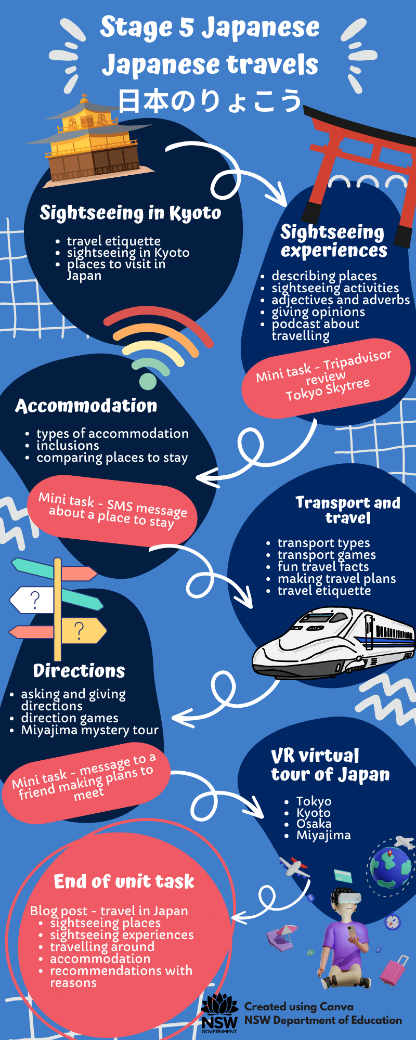 Stage 5 Japanese
Japanese travels
日本のりょこう
Sightseeing in Kyoto
• travel etiquette
• sightseeing in Kyoto
• places to visit in
Japan
Sightseeing
experiences
• describing places
• sightseeing activities
• adjectives and adverbs
• giving opinions
• podcast about
travelling
Mini task - Tripadvisor
review
Tokyo Skytree
Accommodation
• types of accommodation
• inclusions
• comparing places to stay
Mini task - SMS message
about a place to stay
Transport and
travel
• transport types
• transport games
• fun travel facts
• making travel plans
• travel etiquette
?
?
Directions
• asking and giving
directions
• direction games
• Miyajima mystery tour
Mini task - message to a
friend making plans to
meet
VR virtual
tour of Japan
• Tokyo
• Kyoto
• Osaka
• Miyajima
End of unit task
Blog post - travel in Japan
• sightseeing places
• sightseeing experiences
• travelling around
• accommodation
• recommendations with
reasons
NSW
GOVERNMENT
Created using Canva
NSW Department of Education